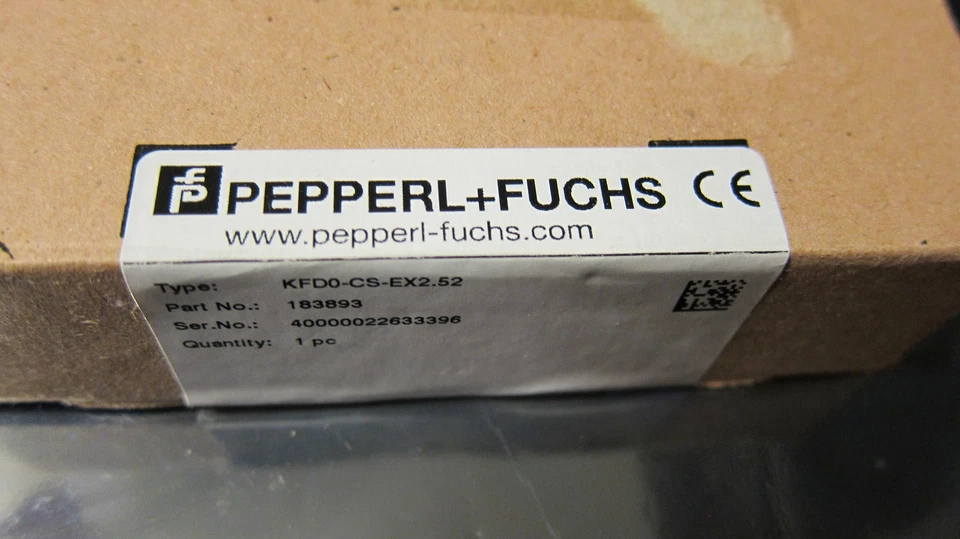 PEPPERL+FUCHS CE
www.pepperl-fuchs.com
Type: KFD0-CS-EX2.52
Part No.: 183893
Ser.No.: 40000022633396
Quantity: 1 pc